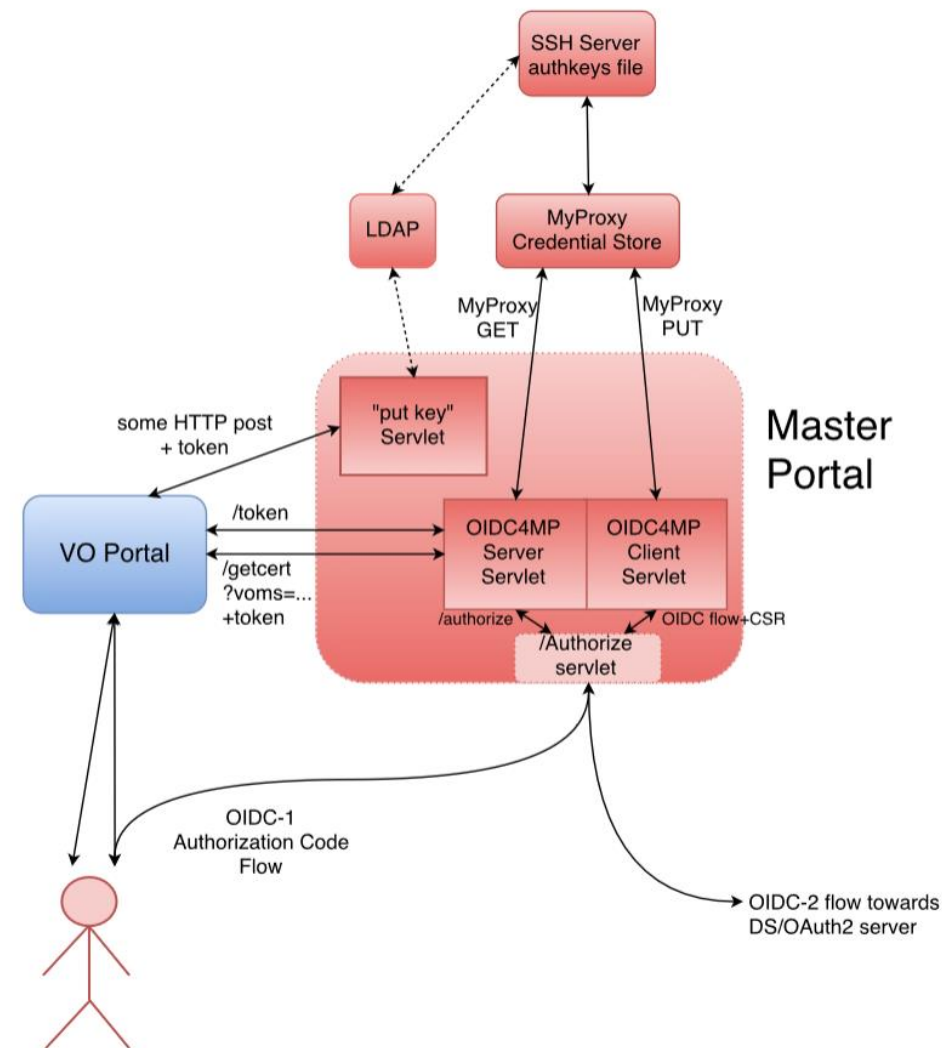 SSH Server
authkeys file
LDAP
MyProxy
Credential Store
MyProxy
GET
MyProxy
PUT
"put key"
Servlet
some HTTP post
+ token
Master
Portal
VO Portal
/token
/getcert
?voms=...
+token
OIDC4MP
Server
Servlet
OIDC4MP
Client
Servlet
/authorize
OIDC flow+CSR
/Authorize
servlet
OIDC-1
Authorization Code
Flow
OIDC-2 flow towards
DS/OAuth2 server